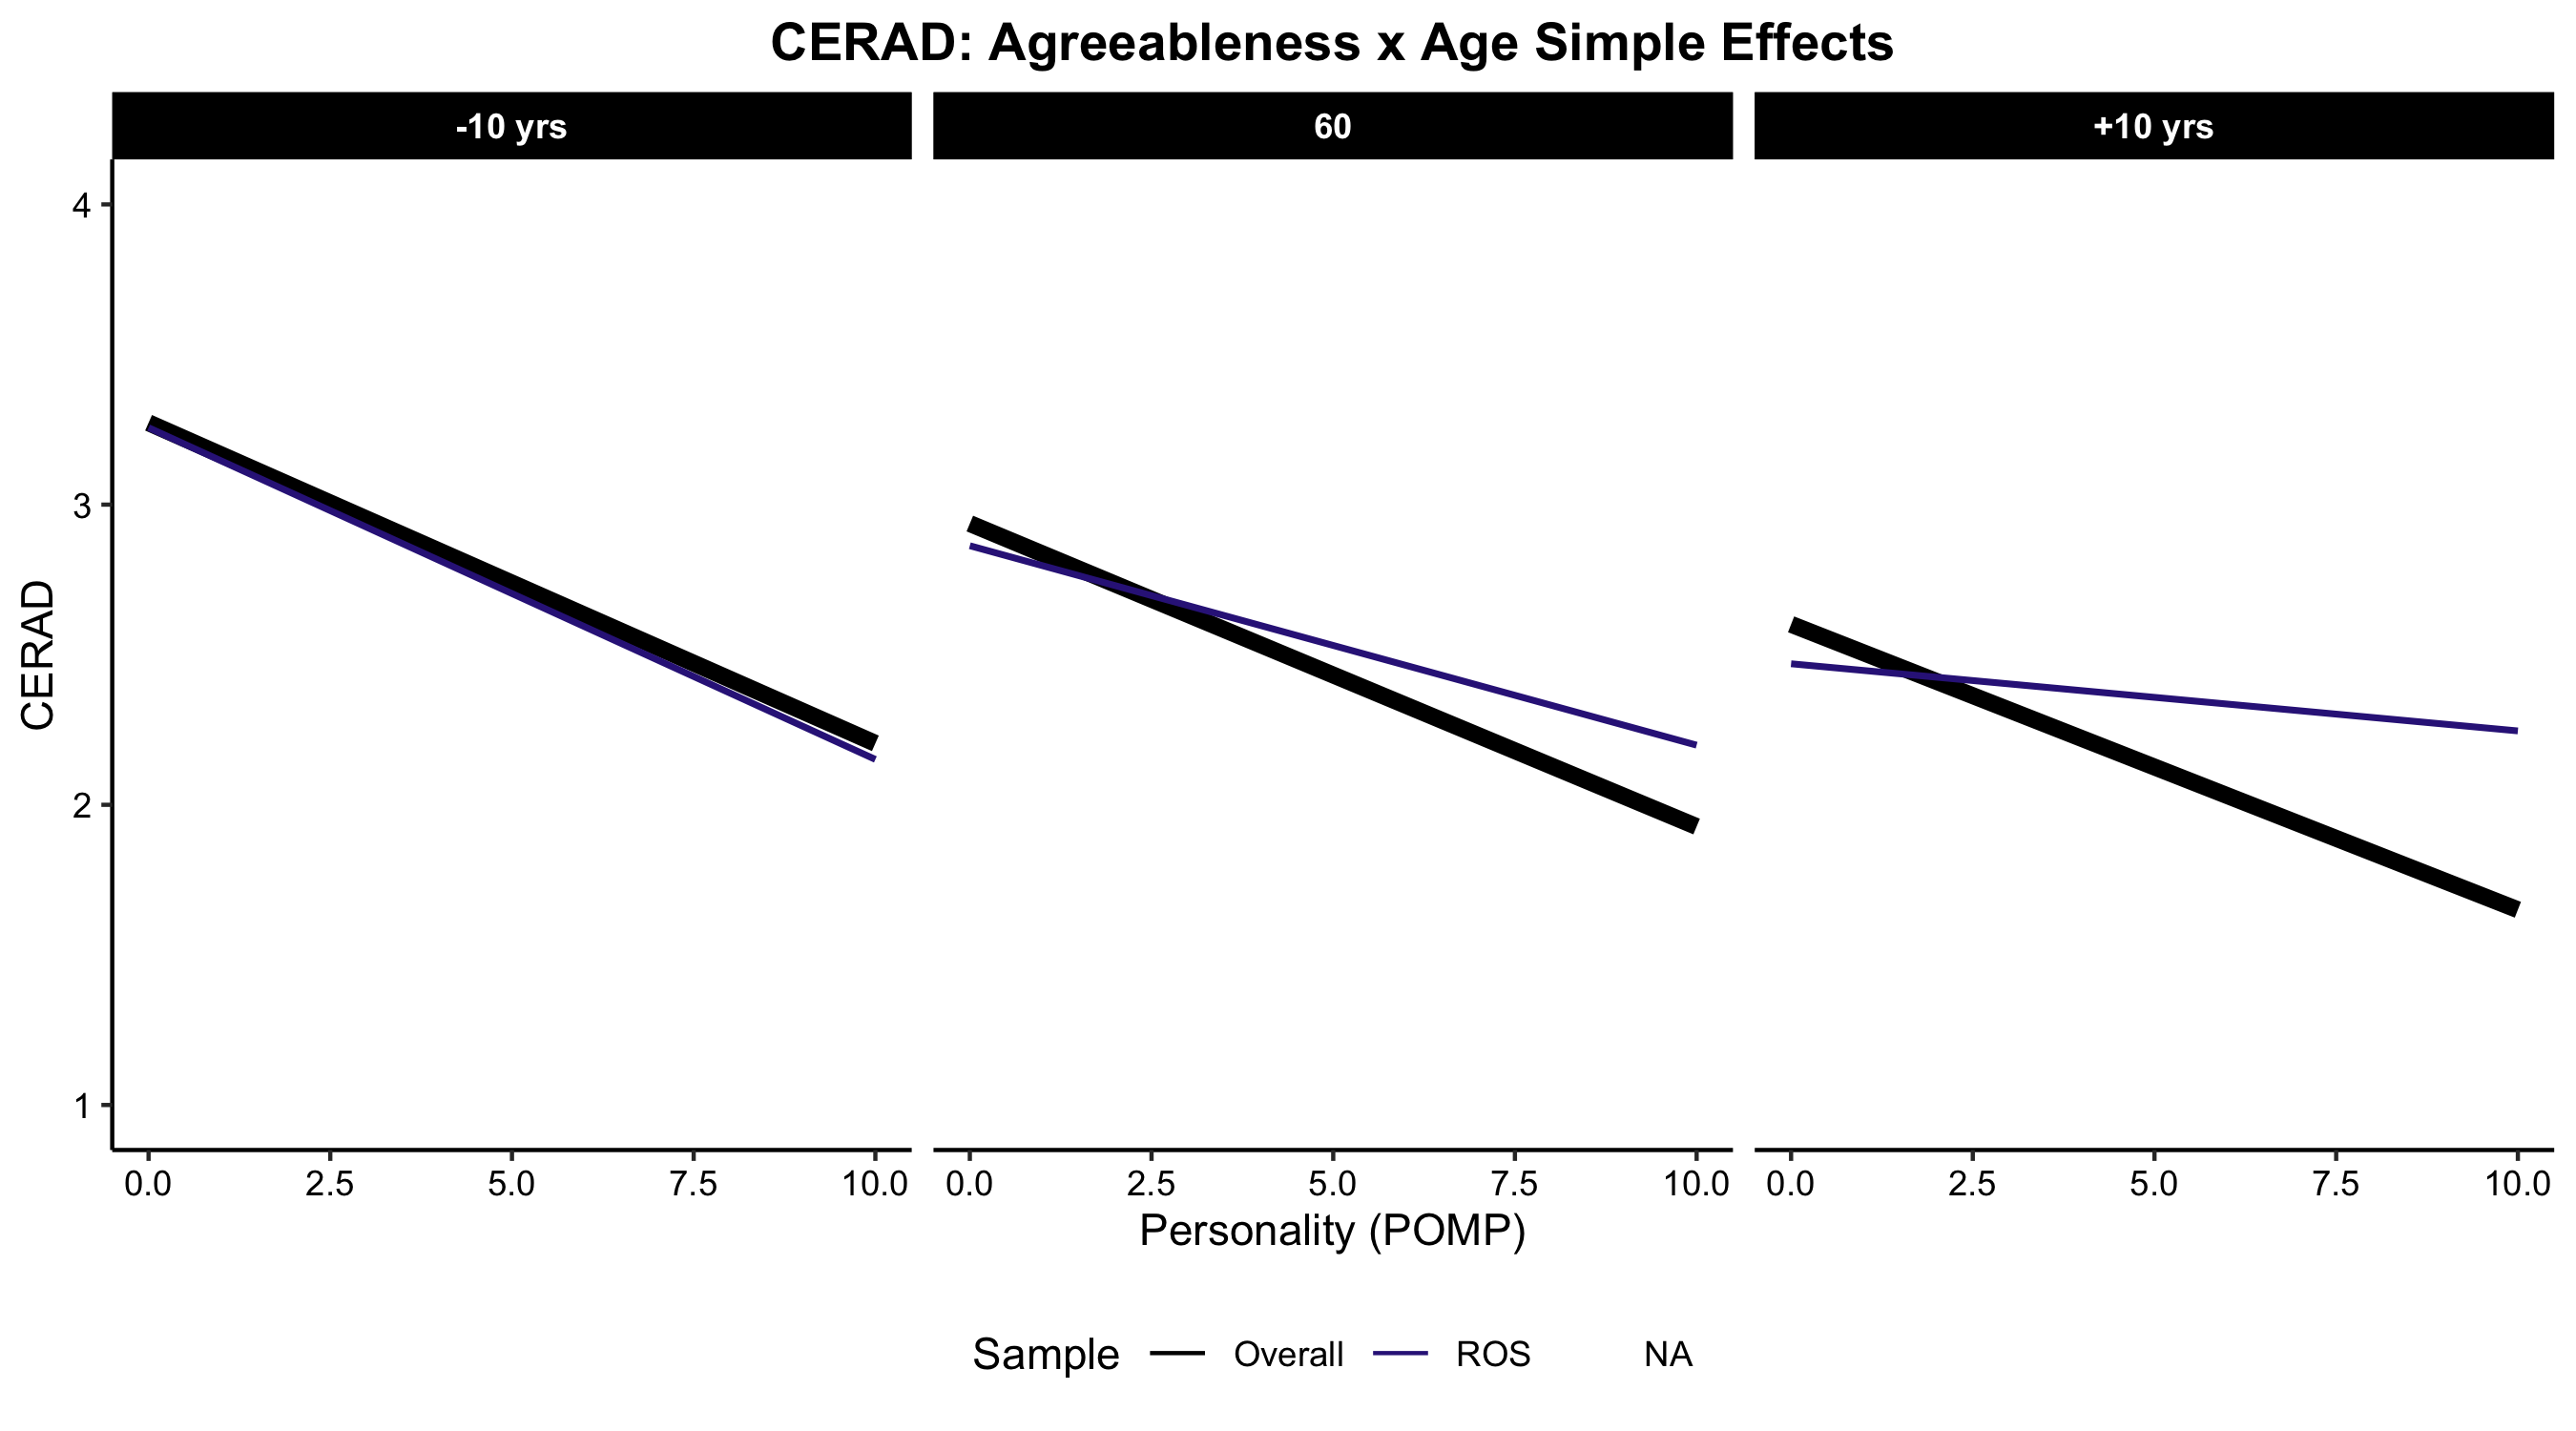 CERAD: Agreeableness x Age Simple Effects
-10 yrs
60
+10 yrs
4
3
2
1
CERAD
0.0 2.5 5.0 7.5 10.0
0.0 2.5 5.0 7.5 10.0
0.0 2.5 5.0 7.5 10.0
Personality (POMP)
Sample Overall ROS NA